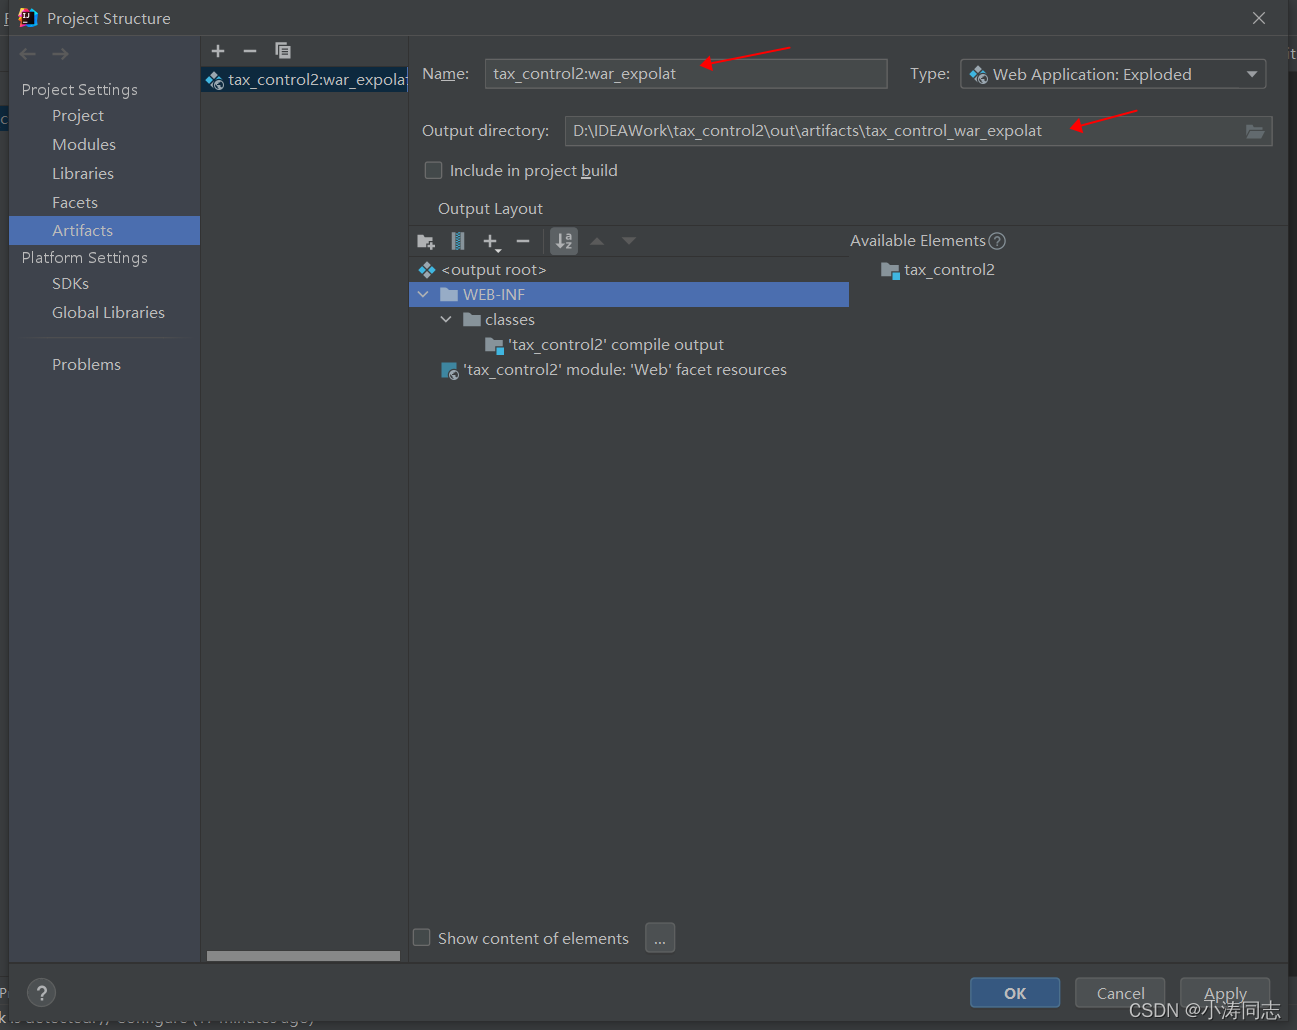 Project Structure
Project Settings
Project
Modules
Libraries
Facets
Artifacts
Platform Settings
SDKs
Global Libraries
Problems
tax_control2:war_expolat
Name: tax_control2:war_expolat Type: Web Application: Exploded
Output directory: D:\IDEAWork\tax_control2\out\artifacts\tax_control_war_expolat
Include in project build
Output Layout
Available Elements ?
<output root>
tax_control2
WEB-INF
classes
'tax_control2' compile output
'tax_control2' module: 'Web' facet resources
Show content of elements ...
? OK Cancel Apply
CSDN @小涛同志